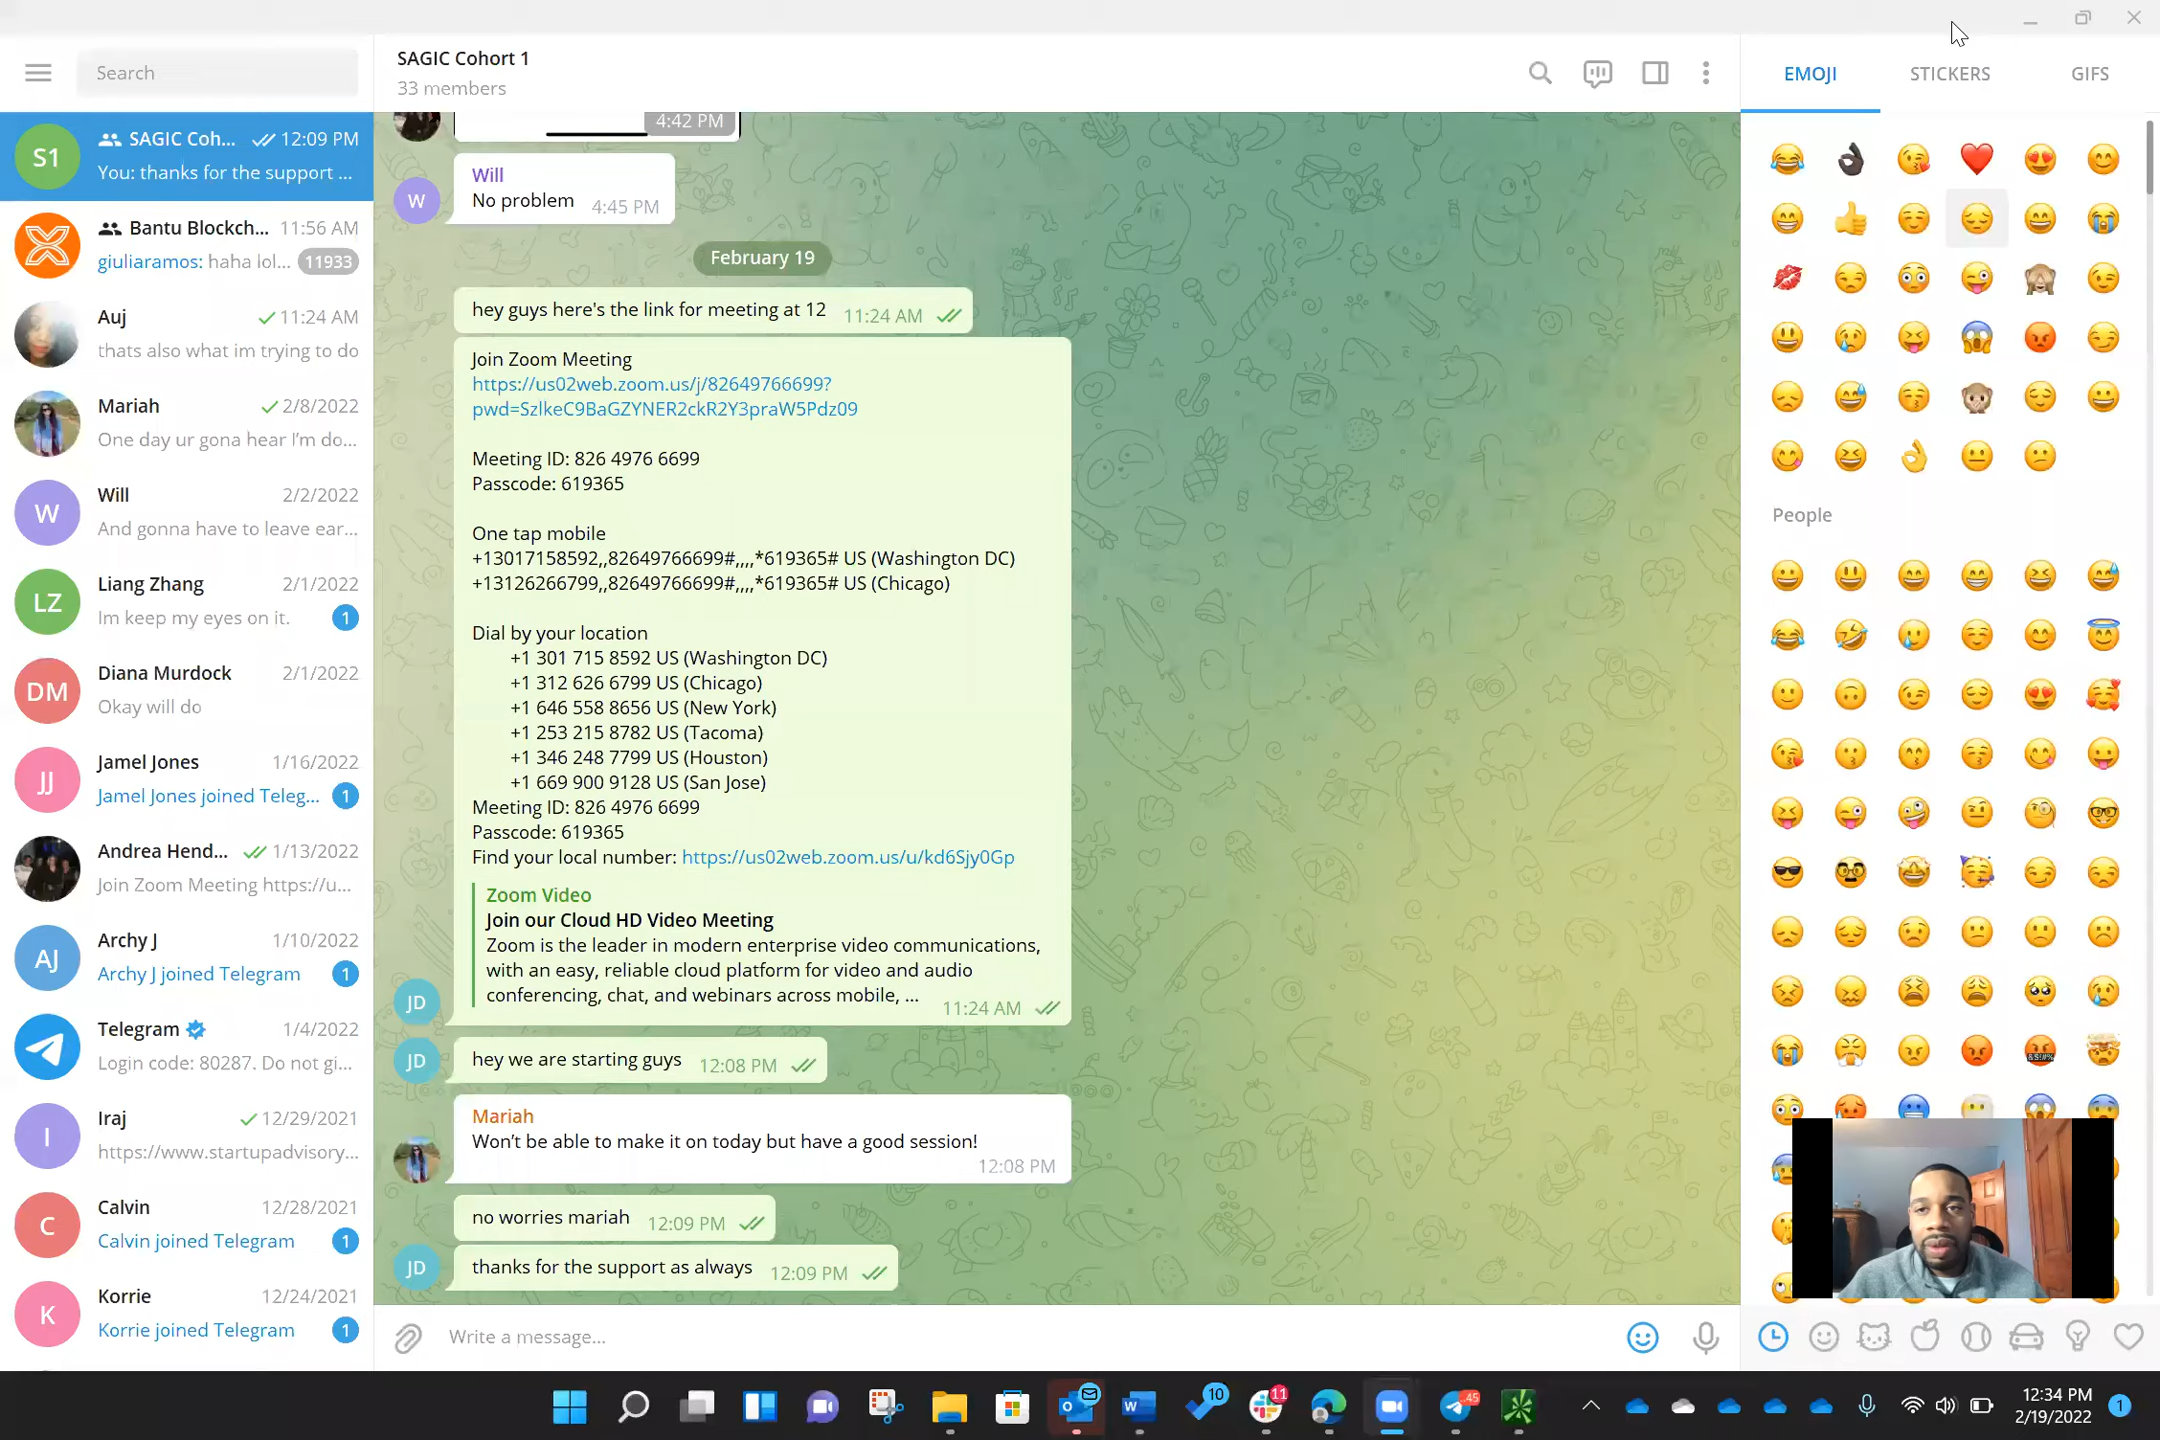 Search
SAGIC Coh... 12:09 PM
S1
You: thanks for the support ...
Bantu Blockch... 11:56 AM
giuliaramos: haha lol... 11933
Auj 11:24 AM
thats also what im trying to do
Mariah 2/8/2022
One day ur gona hear I'm do...
Will 2/2/2022
W
And gonna have to leave ear...
Liang Zhang 2/1/2022
LZ
Im keep my eyes on it. 1
Diana Murdock 2/1/2022
DM
Okay will do
Jamel Jones 1/16/2022
JJ
Jamel Jones joined Teleg... 1
Andrea Hend... 1/13/2022
Join Zoom Meeting https://u...
Archy J 1/10/2022
AJ
Archy J joined Telegram 1
Telegram 1/4/2022
Login code: 80287. Do not gi...
Iraj 12/29/2021
I
https://www.startupadvisory...
Calvin 12/28/2021
C
Calvin joined Telegram 1
Korrie 12/24/2021
K
Korrie joined Telegram 1
SAGIC Cohort 1
33 members
4:42 PM
Will
W
No problem 4:45 PM
February 19
hey guys here's the link for meeting at 12 11:24 AM
Join Zoom Meeting
https://us02web.zoom.us/j/82649766699?
pwd=SzlkeC9BaGZYNER2ckR2Y3praW5Pdz09
Meeting ID: 826 4976 6699
Passcode: 619365
One tap mobile
+13017158592,,82649766699#,,,,*619365# US (Washington DC)
+13126266799,,82649766699#,,,,*619365# US (Chicago)
Dial by your location
+1 301 715 8592 US (Washington DC)
+1 312 626 6799 US (Chicago)
+1 646 558 8656 US (New York)
+1 253 215 8782 US (Tacoma)
+1 346 248 7799 US (Houston)
+1 669 900 9128 US (San Jose)
Meeting ID: 826 4976 6699
Passcode: 619365
Find your local number: https://us02web.zoom.us/u/kd6Sjy0Gp
Zoom Video
Join our Cloud HD Video Meeting
Zoom is the leader in modern enterprise video communications,
with an easy, reliable cloud platform for video and audio
conferencing, chat, and webinars across mobile, ...
11:24 AM
JD
hey we are starting guys 12:08 PM
JD
Mariah
Won't be able to make it on today but have a good session!
12:08 PM
no worries mariah 12:09 PM
thanks for the support as always 12:09 PM
JD
Write a message...
EMOJI STICKERS GIFS
People
10 11 45
12:34 PM
2/19/2022
1